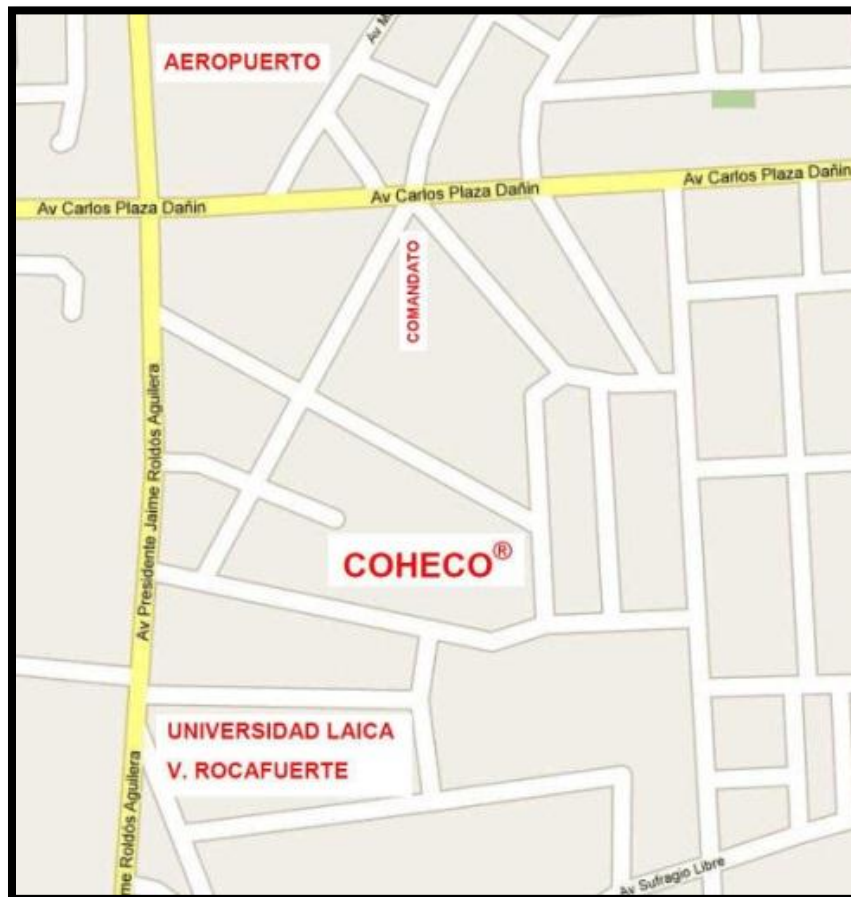 Av M
AEROPUERTO
Av Carlos Plaza Dañin
Av Carlos Plaza Dañin
Av Carlos Plaza Dañin
COMANDATO
Av Presidente Jaime Roldós Aguilera
COHECO®
UNIVERSIDAD LAICA
V. ROCAFUERTE
me Roldós Aguilera
Av Sufragio Libre